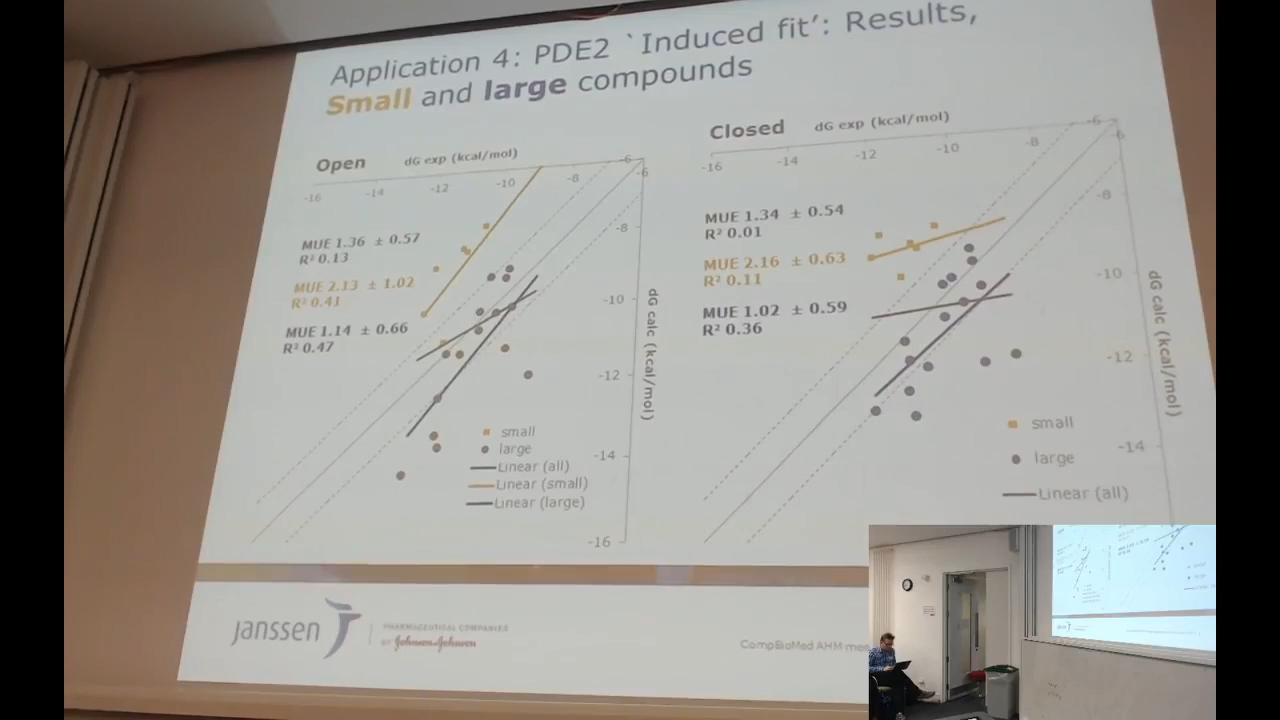 Application 4: PDE2 `Induced fit’: Results,
Small and large compounds
Open dG exp (kcal/mol)
-16 -14 -12 -10 -8 -6
-6
-8
-10
-12
-14
-16
dG calc (kcal/mol)
MUE 1.36 ± 0.57
R² 0.13
MUE 2.13 ± 1.02
R² 0.41
MUE 1.14 ± 0.66
R² 0.47
small
large
Linear (all)
Linear (small)
Linear (large)
Closed dG exp (kcal/mol)
-16 -14 -12 -10 -8 -6
-6
-8
-10
-12
-14
dG calc (kcal/mol)
MUE 1.34 ± 0.54
R² 0.01
MUE 2.16 ± 0.63
R² 0.11
MUE 1.02 ± 0.59
R² 0.36
small
large
Linear (all)
janssen
PHARMACEUTICAL COMPANIES
OF Johnson&Johnson
CompBioMed AHM